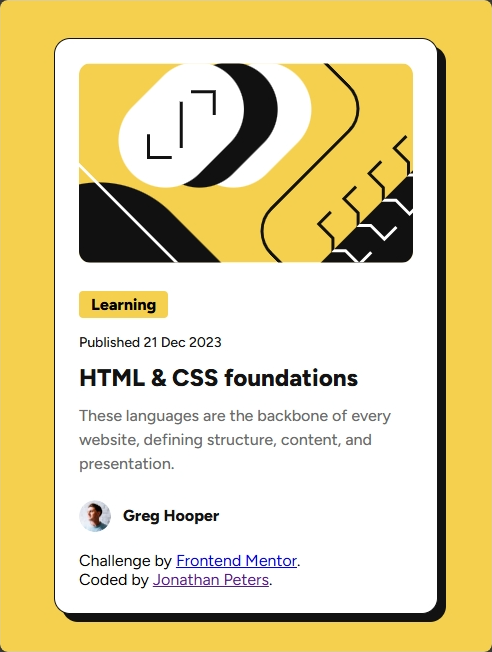 Learning
Published 21 Dec 2023
HTML & CSS foundations
These languages are the backbone of every
website, defining structure, content, and
presentation.
Greg Hooper
Challenge by Frontend Mentor.
Coded by Jonathan Peters.